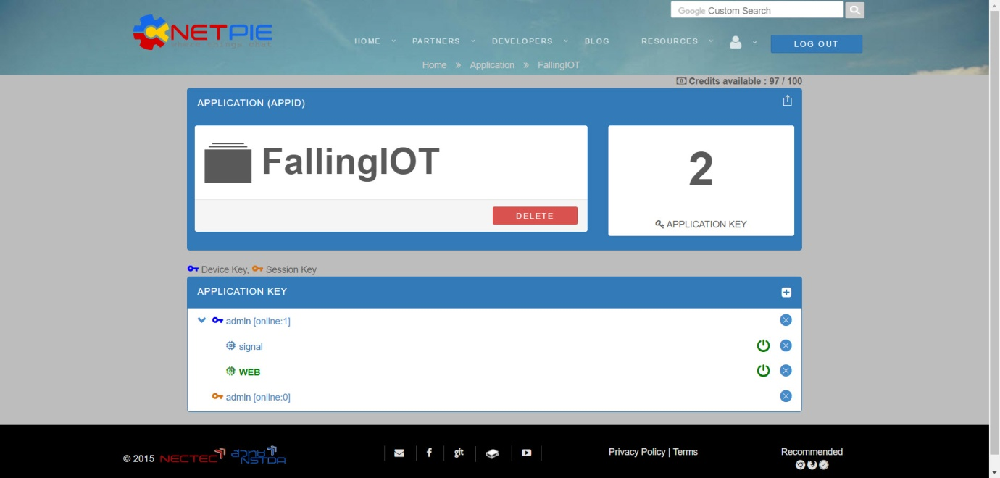 Google Custom Search
NETPIE
where things chat
HOME PARTNERS DEVELOPERS BLOG RESOURCES LOG OUT
Home » Application » FallingIOT
Credits available : 97 / 100
APPLICATION (APPID)
FallingIOT
2
DELETE
APPLICATION KEY
Device Key, Session Key
APPLICATION KEY
admin [online:1]
signal
WEB
admin [online:0]
© 2015 NECTEC สวทช NSTDA
git
Privacy Policy | Terms
Recommended